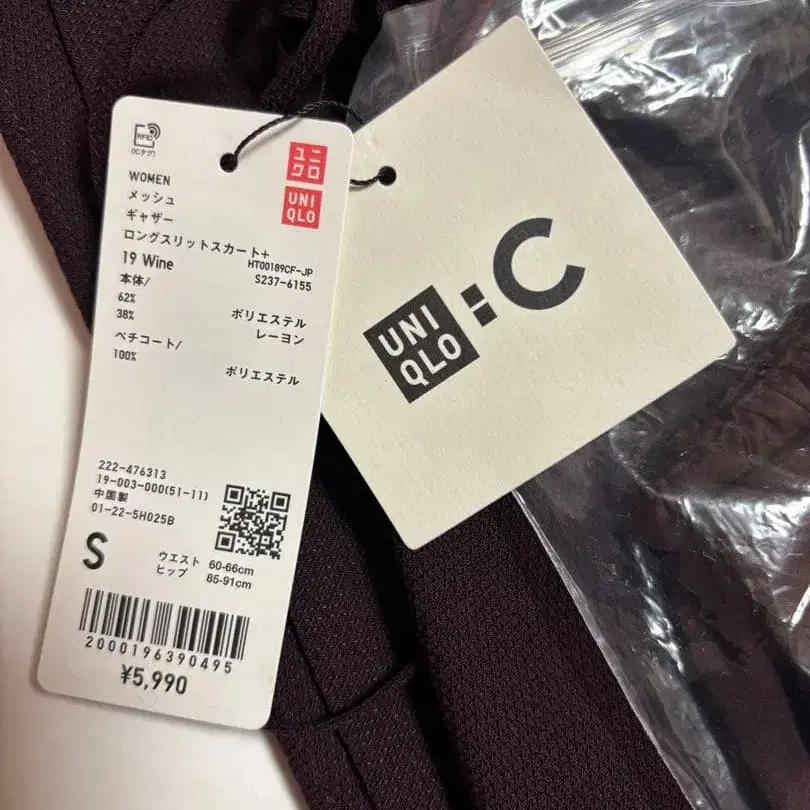 RFID
(ICタグ)
ユニ
クロ
UNI
QLO
WOMEN
メッシュ
ギャザー
ロングスリットスカート+
19 Wine
HT00189CF-JP
S237-6155
本体/
62% ポリエステル
38% レーヨン
ペチコート/
100% ポリエステル
222-476313
19-003-000(51-11)
中国製
01-22-5H025B
S
ウエスト 60-66cm
ヒップ 85-91cm
2000196390495
¥5,990
UNI
QLO
:C